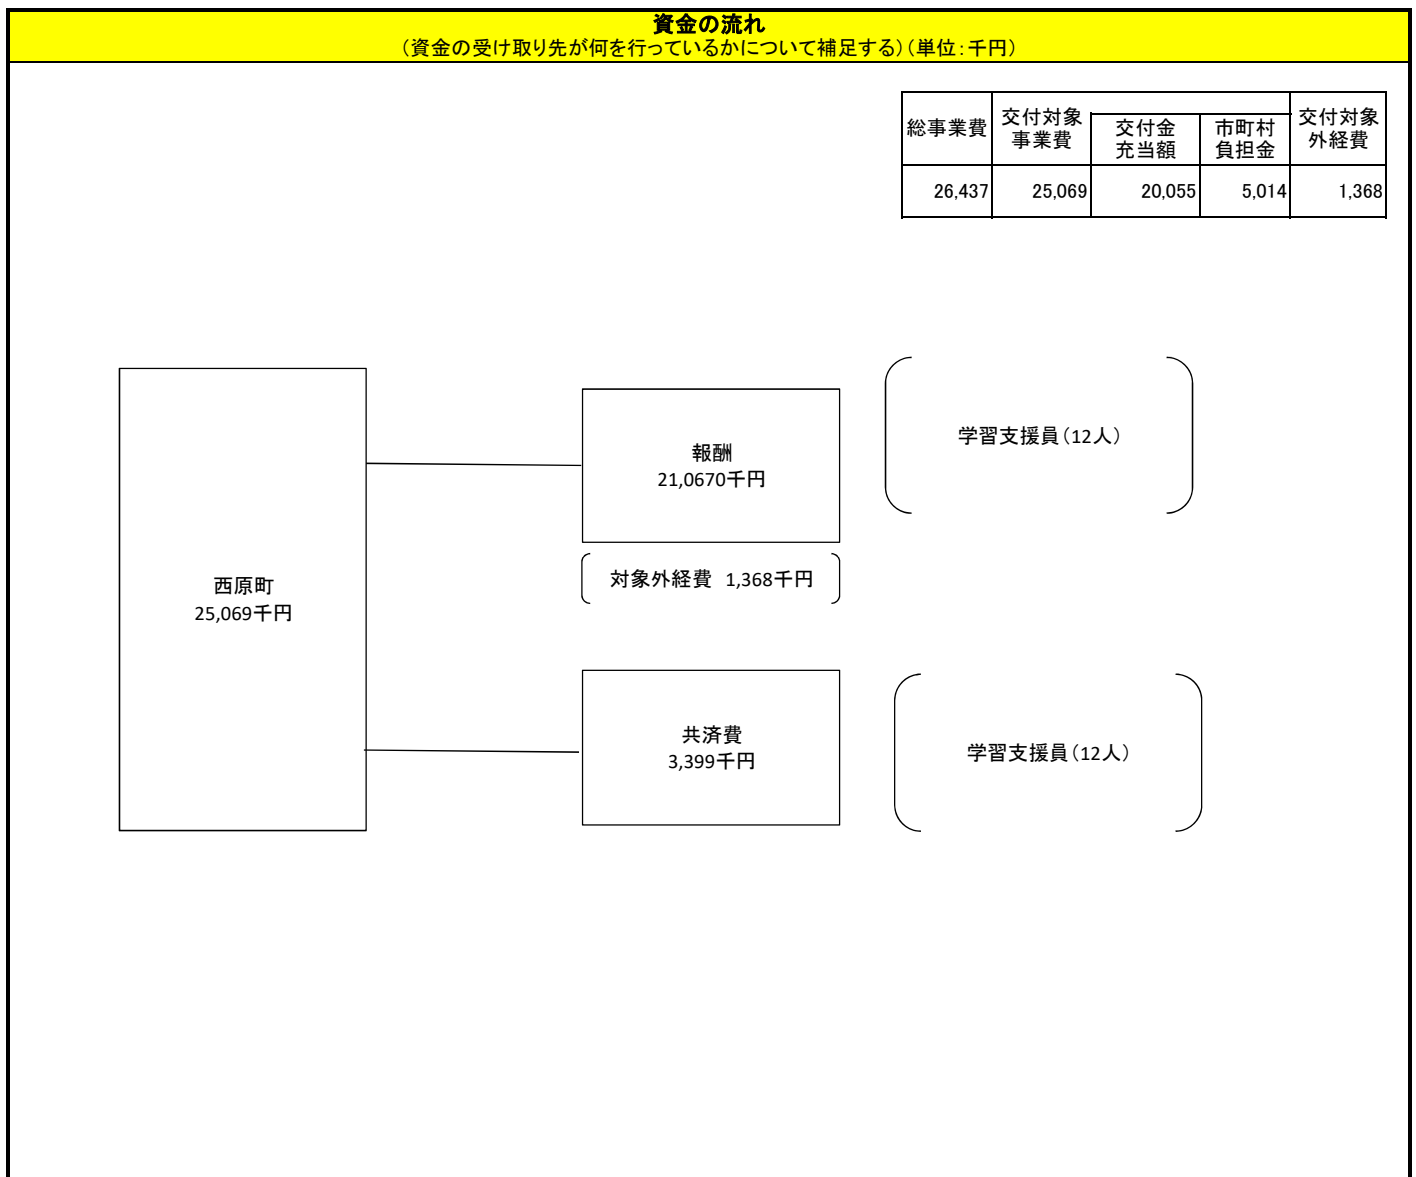 資金の流れ
（資金の受け取り先が何を行っているかについて補足する）（単位：千円）
総事業費
交付対象
事業費
交付金
充当額
市町村
負担金
交付対象
外経費
26,437
25,069
20,055
5,014
1,368
西原町
25,069千円
報酬
21,0670千円
対象外経費 1,368千円
学習支援員（12人）
共済費
3,399千円
学習支援員（12人）